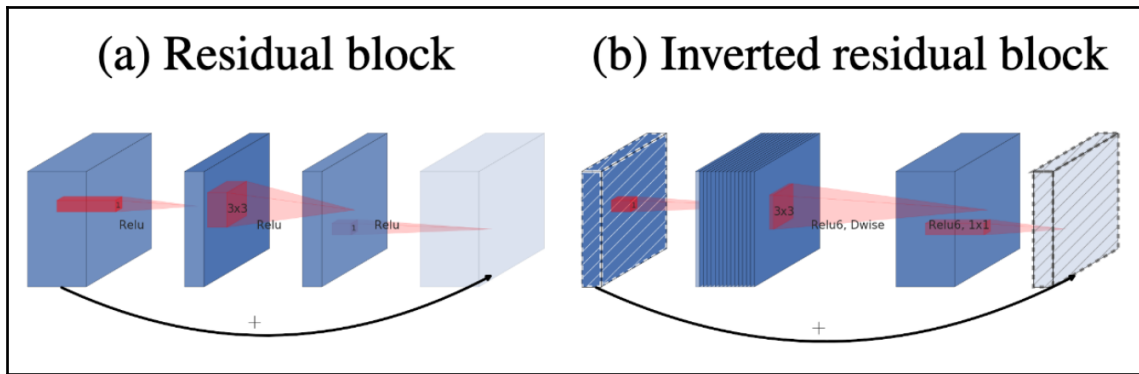 (a) Residual block
(b) Inverted residual block
1
Relu
3x3
Relu
1
Relu
+
1
3x3
Relu6, Dwise
Relu6, 1x1
+